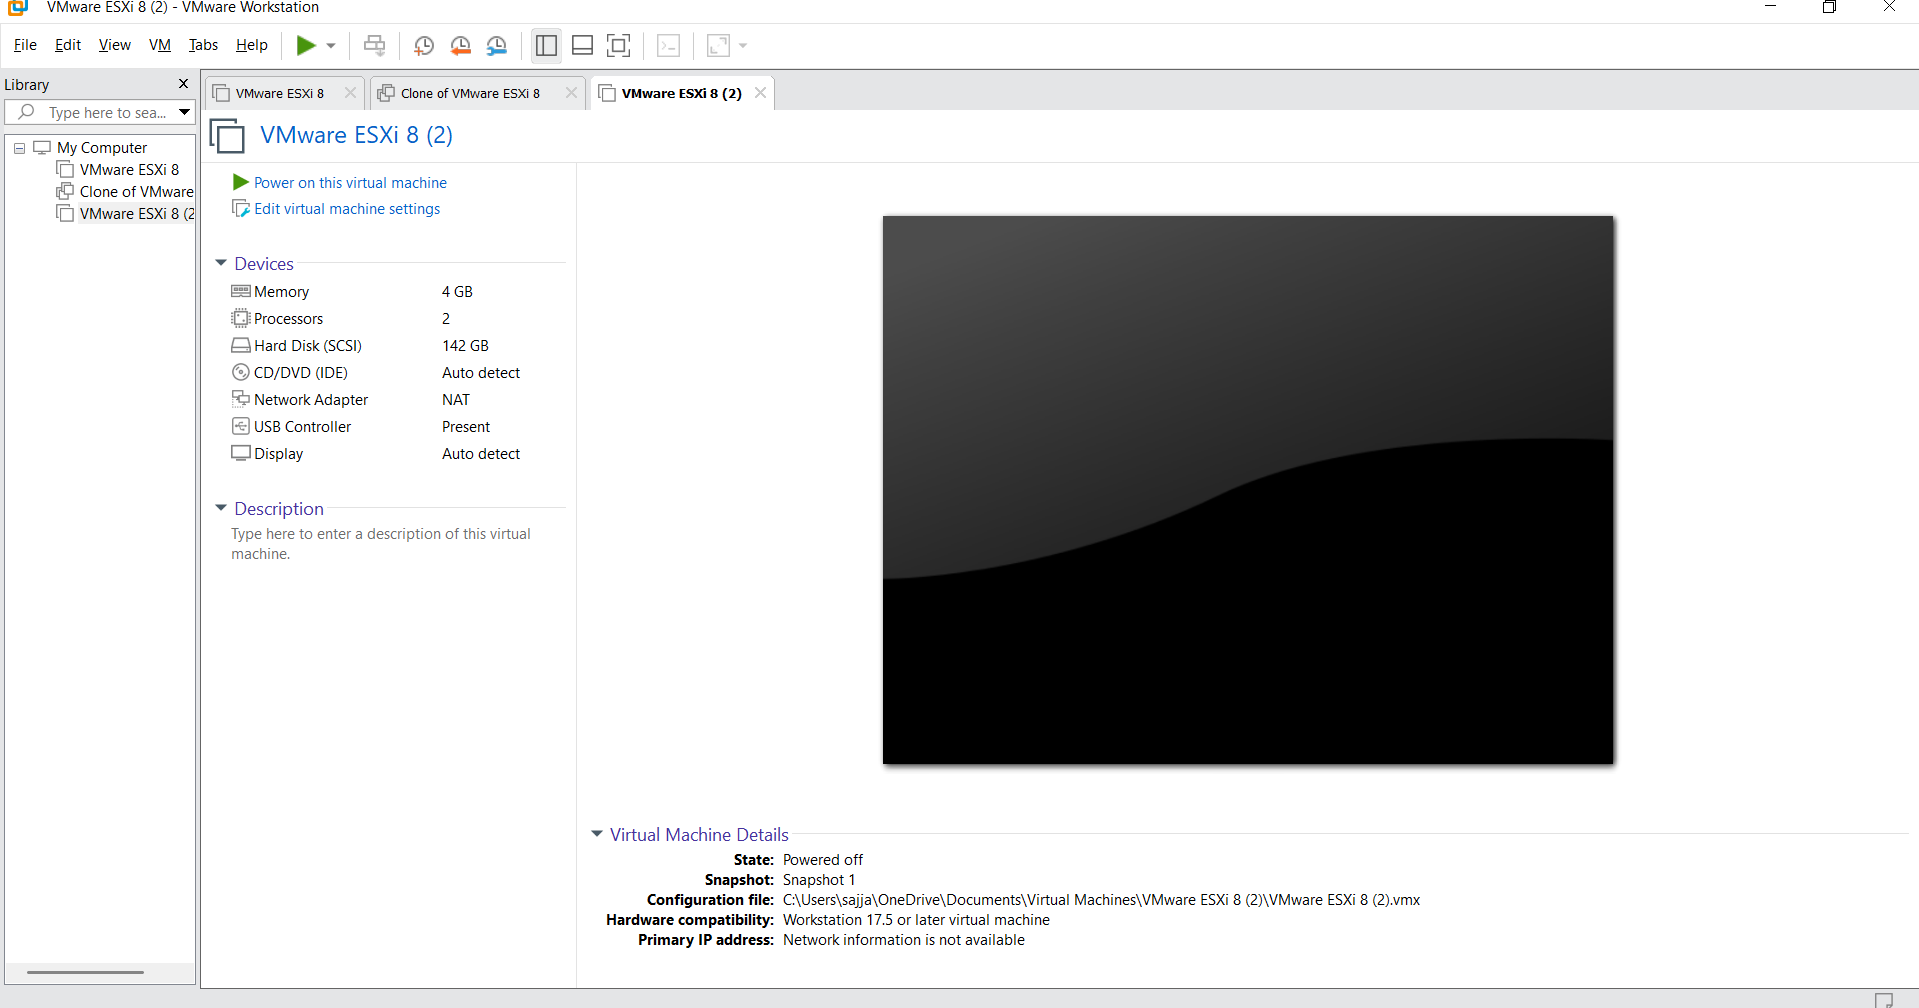 VMware ESXi 8 (2) - VMware Workstation
File Edit View VM Tabs Help
Library
Type here to sea...
My Computer
VMware ESXi 8
Clone of VMware
VMware ESXi 8 (2
VMware ESXi 8
Clone of VMware ESXi 8
VMware ESXi 8 (2)
VMware ESXi 8 (2)
Power on this virtual machine
Edit virtual machine settings
Devices
Memory 4 GB
Processors 2
Hard Disk (SCSI) 142 GB
CD/DVD (IDE) Auto detect
Network Adapter NAT
USB Controller Present
Display Auto detect
Description
Type here to enter a description of this virtual
machine.
Virtual Machine Details
State: Powered off
Snapshot: Snapshot 1
Configuration file: C:\Users\sajja\OneDrive\Documents\Virtual Machines\VMware ESXi 8 (2)\VMware ESXi 8 (2).vmx
Hardware compatibility: Workstation 17.5 or later virtual machine
Primary IP address: Network information is not available